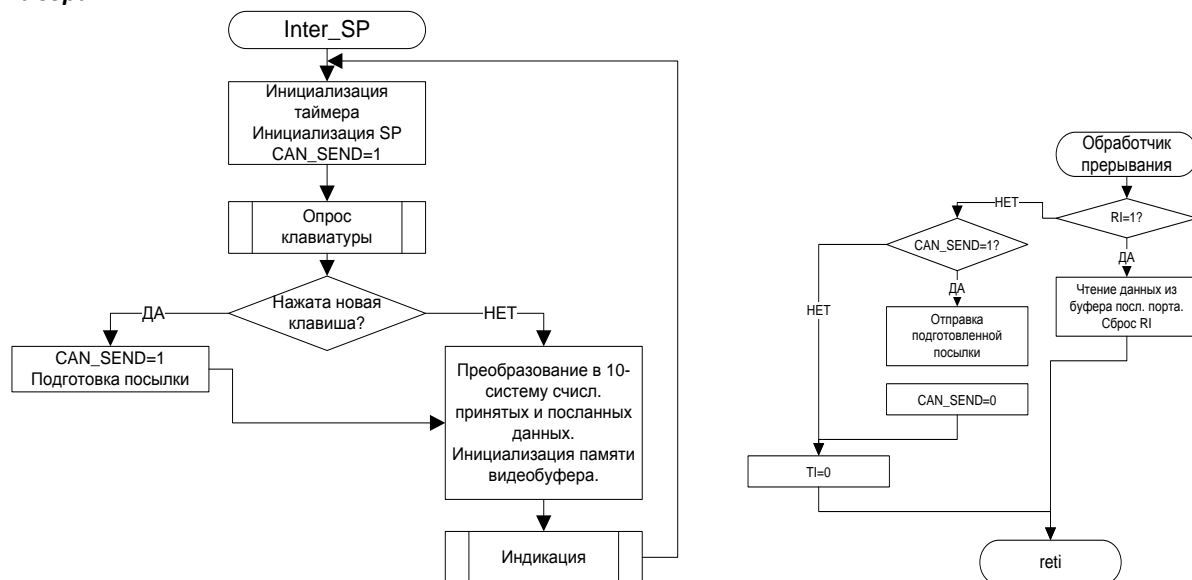 Inter_SP
Инициализация
таймера
Инициализация SP
CAN_SEND=1
Опрос
клавиатуры
Нажата новая
клавиша?
ДА
НЕТ
CAN_SEND=1
Подготовка посылки
Преобразование в 10-
систему счисл.
принятых и посланных
данных.
Инициализация памяти
видеобуфера.
Индикация
Обработчик
прерывания
RI=1?
НЕТ
ДА
CAN_SEND=1?
ДА
НЕТ
Чтение данных из
буфера посл. порта.
Сброс RI
Отправка
подготовленной
посылки
CAN_SEND=0
TI=0
reti